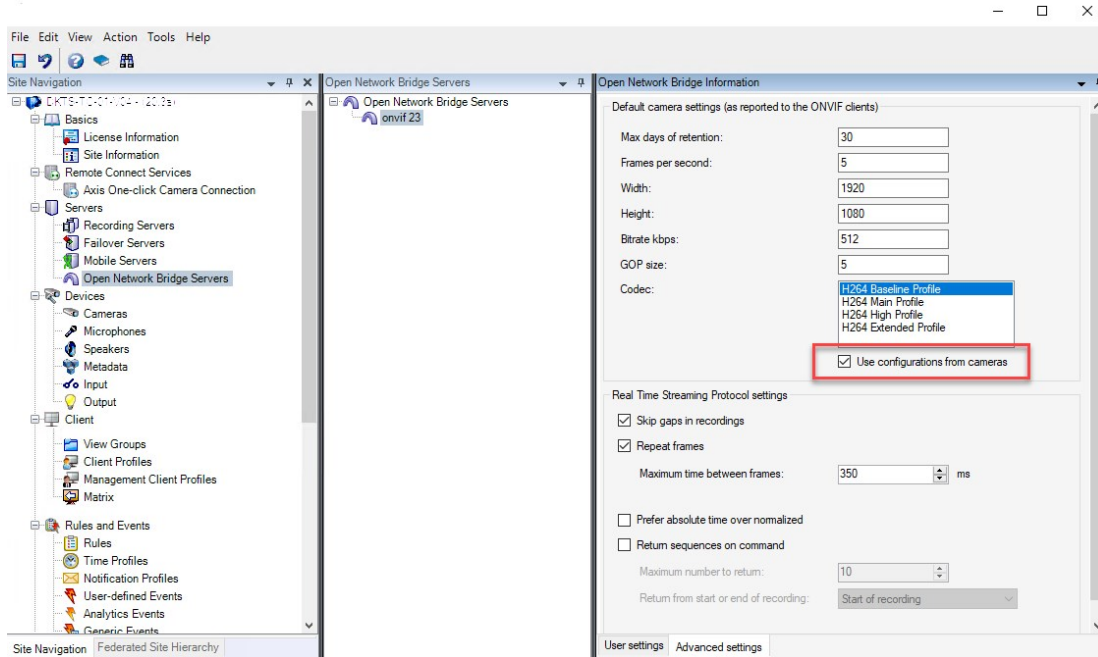 File Edit View Action Tools Help
Site Navigation
Basics
License Information
Site Information
Remote Connect Services
Axis One-click Camera Connection
Servers
Recording Servers
Failover Servers
Mobile Servers
Open Network Bridge Servers
Devices
Cameras
Microphones
Speakers
Metadata
Input
Output
Client
View Groups
Client Profiles
Management Client Profiles
Matrix
Rules and Events
Rules
Time Profiles
Notification Profiles
User-defined Events
Analytics Events
Generic Events
Site Navigation Federated Site Hierarchy
Open Network Bridge Servers
Open Network Bridge Servers
onvif 23
Open Network Bridge Information
Default camera settings (as reported to the ONVIF clients)
Max days of retention: 30
Frames per second: 5
Width: 1920
Height: 1080
Bitrate kbps: 512
GOP size: 5
Codec: H264 Baseline Profile
H264 Main Profile
H264 High Profile
H264 Extended Profile
Use configurations from cameras
Real Time Streaming Protocol settings
Skip gaps in recordings
Repeat frames
Maximum time between frames: 350 ms
Prefer absolute time over normalized
Return sequences on command
Maximum number to return: 10
Return from start or end of recording: Start of recording
User settings Advanced settings